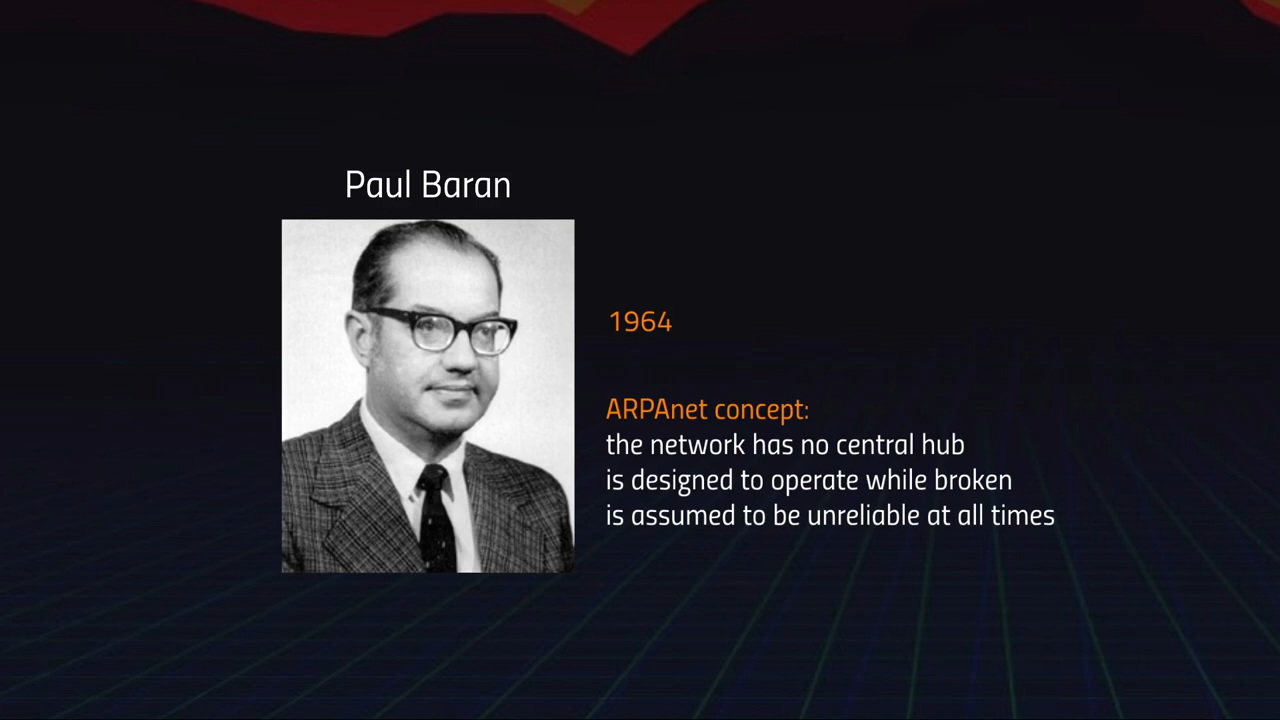 Paul Baran
1964
ARPAnet concept:
the network has no central hub
is designed to operate while broken
is assumed to be unreliable at all times